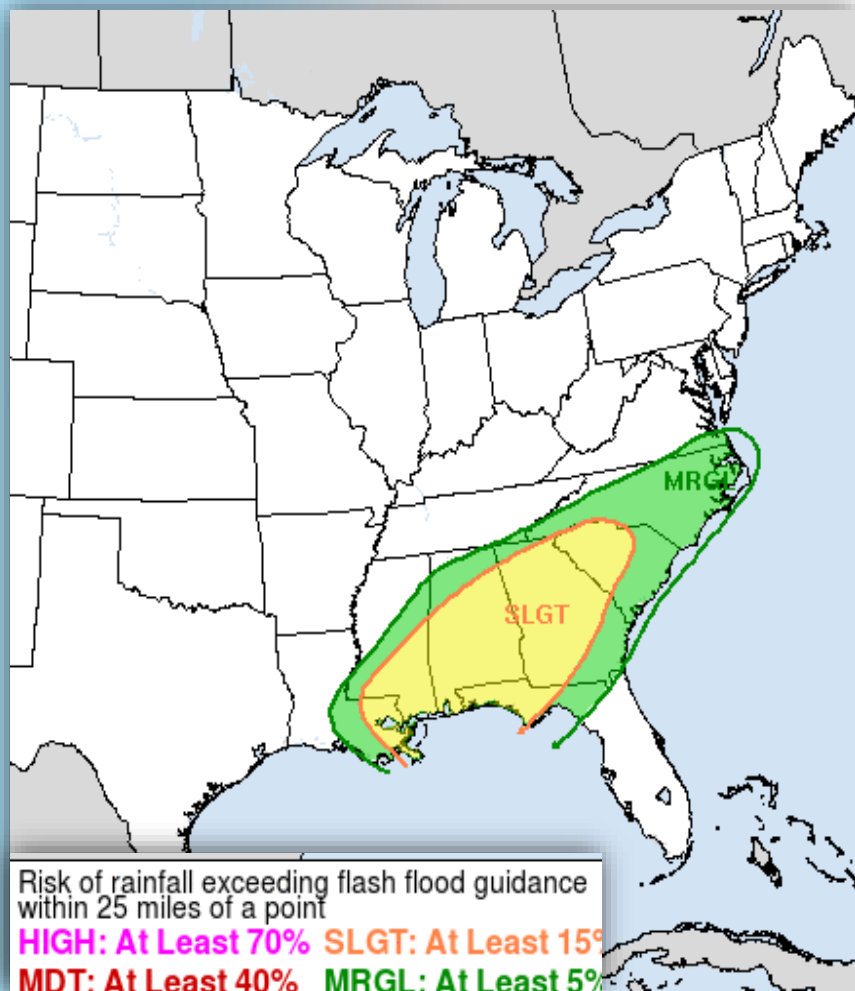 MRGL
SLGT
Risk of rainfall exceeding flash flood guidance
within 25 miles of a point
HIGH: At Least 70% SLGT: At Least 15%
MDT: At Least 40% MRGL: At Least 5%